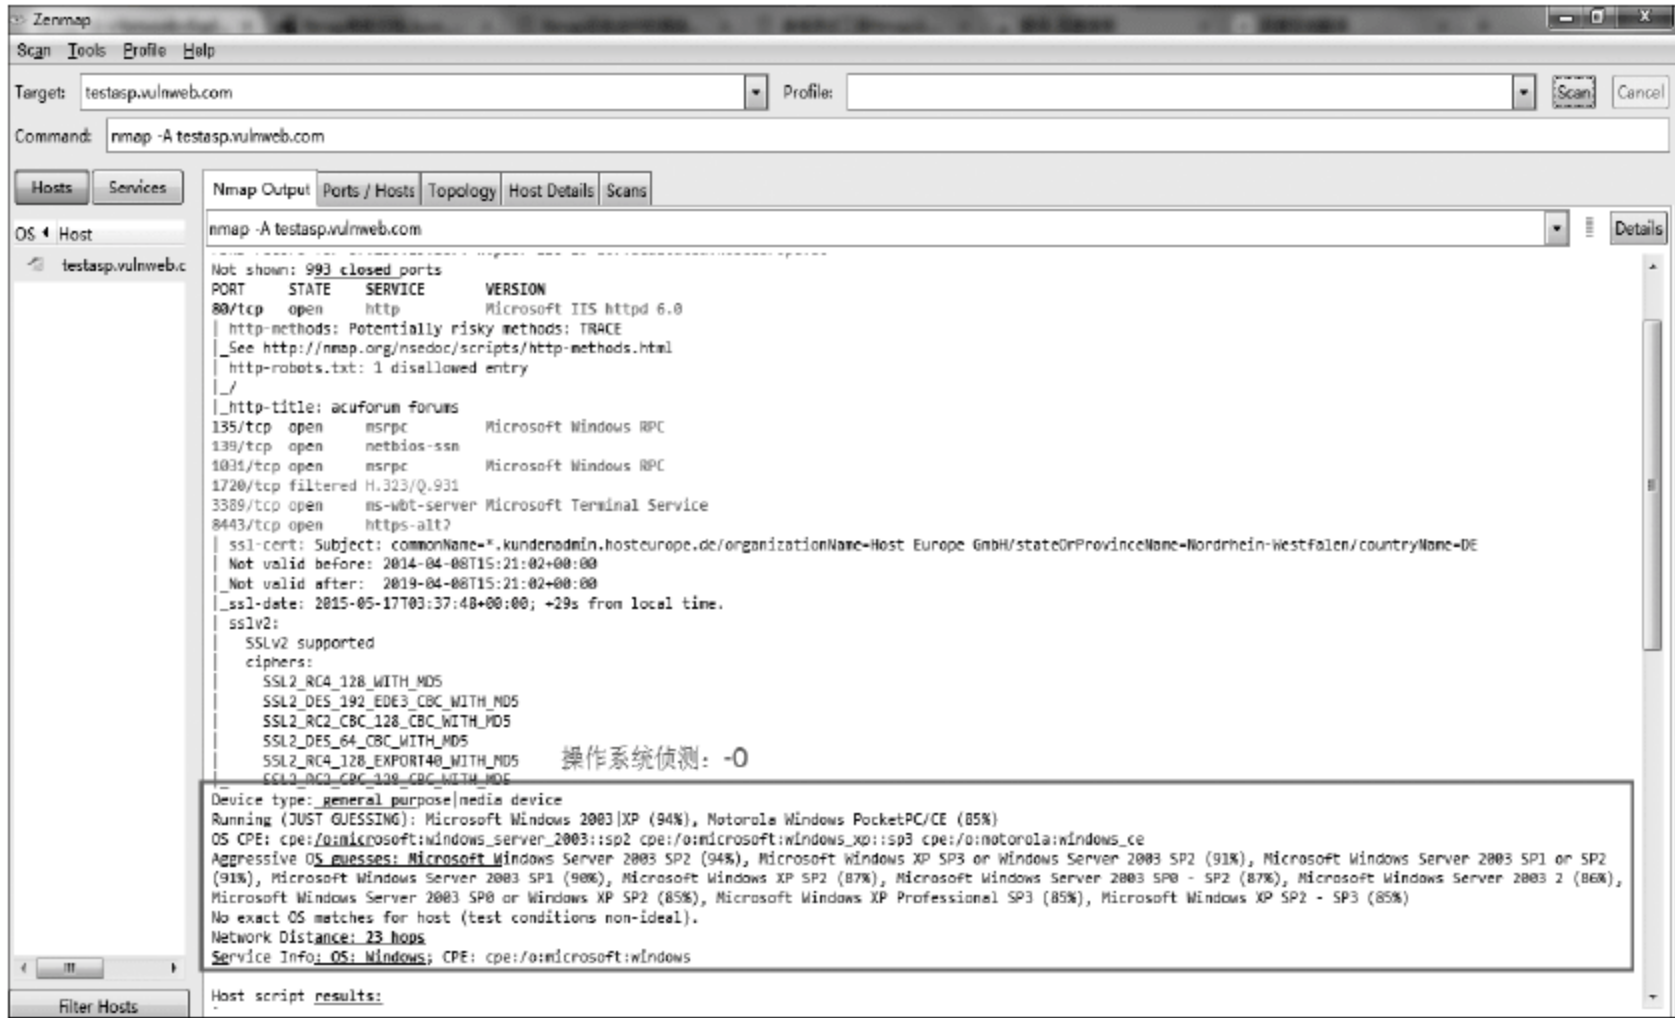 Zenmap
Scan Tools Profile Help
Target: testasp.vulnweb.com Profile: Scan Cancel
Command: nmap -A testasp.vulnweb.com
Hosts Services
Nmap Output Ports / Hosts Topology Host Details Scans
OS Host
testasp.vulnweb.c
nmap -A testasp.vulnweb.com Details
Not shown: 993 closed ports
PORT STATE SERVICE VERSION
80/tcp open http Microsoft IIS httpd 6.0
| http-methods: Potentially risky methods: TRACE
|_See http://nmap.org/nsedoc/scripts/http-methods.html
| http-robots.txt: 1 disallowed entry
|_/
|_http-title: acuforum forums
135/tcp open msrpc Microsoft Windows RPC
139/tcp open netbios-ssn
1031/tcp open msrpc Microsoft Windows RPC
1720/tcp filtered H.323/Q.931
3389/tcp open ms-wbt-server Microsoft Terminal Service
8443/tcp open https-alt?
| ssl-cert: Subject: commonName=*.kundenadmin.hosteurope.de/organizationName=Host Europe GmbH/stateOrProvinceName=Nordrhein-Westfalen/countryName=DE
| Not valid before: 2014-04-08T15:21:02+00:00
|_Not valid after: 2019-04-08T15:21:02+00:00
|_ssl-date: 2015-05-17T03:37:48+00:00; +29s from local time.
| sslv2:
| SSLv2 supported
| ciphers:
| SSL2_RC4_128_WITH_MD5
| SSL2_DES_192_EDE3_CBC_WITH_MD5
| SSL2_RC2_CBC_128_CBC_WITH_MD5
| SSL2_DES_64_CBC_WITH_MD5
| SSL2_RC4_128_EXPORT40_WITH_MD5
操作系统侦测：-O
|_ SSL2_RC2_CBC_128_CBC_WITH_MD5
Device type: general purpose|media device
Running (JUST GUESSING): Microsoft Windows 2003|XP (94%), Motorola Windows PocketPC/CE (85%)
OS CPE: cpe:/o:microsoft:windows_server_2003::sp2 cpe:/o:microsoft:windows_xp::sp3 cpe:/o:motorola:windows_ce
Aggressive OS guesses: Microsoft Windows Server 2003 SP2 (94%), Microsoft Windows XP SP3 or Windows Server 2003 SP2 (91%), Microsoft Windows Server 2003 SP1 or SP2
(91%), Microsoft Windows Server 2003 SP1 (90%), Microsoft Windows XP SP2 (87%), Microsoft Windows Server 2003 SP0 - SP2 (87%), Microsoft Windows Server 2003 2 (86%),
Microsoft Windows Server 2003 SP0 or Windows XP SP2 (85%), Microsoft Windows XP Professional SP3 (85%), Microsoft Windows XP SP2 - SP3 (85%)
No exact OS matches for host (test conditions non-ideal).
Network Distance: 23 hops
Service Info: OS: Windows; CPE: cpe:/o:microsoft:windows
Host script results:
Filter Hosts